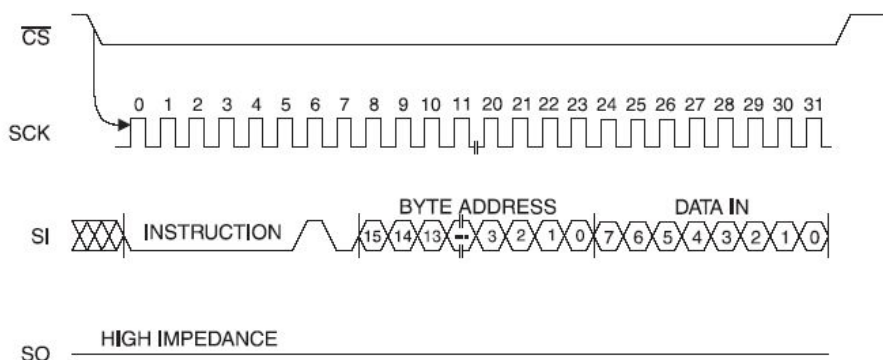 CS
0 1 2 3 4 5 6 7 8 9 10 11 20 21 22 23 24 25 26 27 28 29 30 31
SCK
BYTE ADDRESS DATA IN
SI INSTRUCTION 15 14 13 3 2 1 0 7 6 5 4 3 2 1 0
HIGH IMPEDANCE
SO